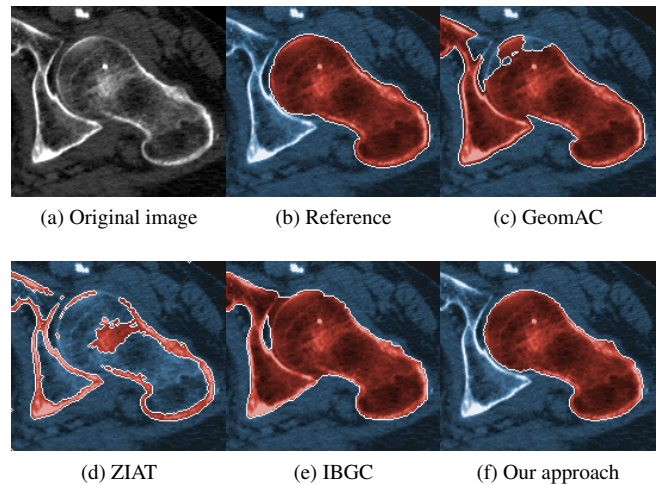 (a) Original image
(b) Reference
(c) GeomAC
(d) ZIAT
(e) IBGC
(f) Our approach